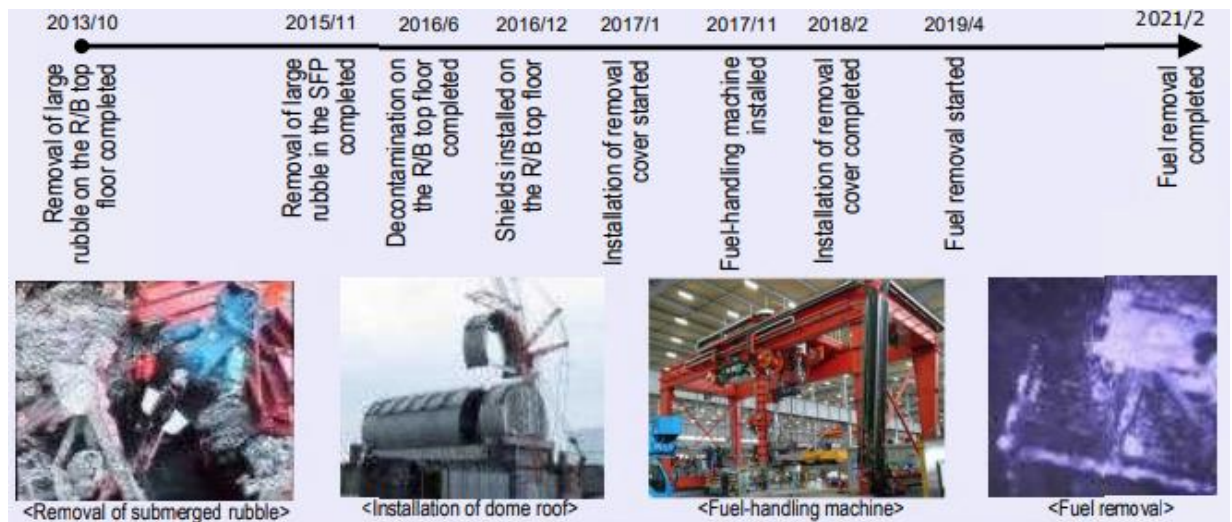 2013/10
2015/11
2016/6
2016/12
2017/1
2017/11
2018/2
2019/4
2021/2
Removal of large
rubble on the R/B top
floor completed
Removal of large
rubble in the SFP
completed
Decontamination on
the R/B top floor
completed
Shields installed on
the R/B top floor
Installation of removal
cover started
Fuel-handling machine
installed
Installation of removal
cover completed
Fuel removal started
Fuel removal
completed
<Removal of submerged rubble>
<Installation of dome roof>
<Fuel-handling machine>
<Fuel removal>